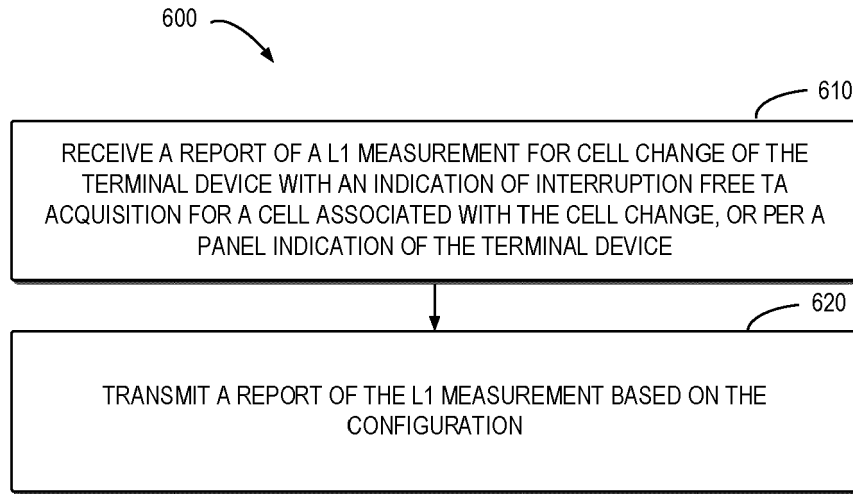 600
610
RECEIVE A REPORT OF A L1 MEASUREMENT FOR CELL CHANGE OF THE
TERMINAL DEVICE WITH AN INDICATION OF INTERRUPTION FREE TA
ACQUISITION FOR A CELL ASSOCIATED WITH THE CELL CHANGE, OR PER A
PANEL INDICATION OF THE TERMINAL DEVICE
620
TRANSMIT A REPORT OF THE L1 MEASUREMENT BASED ON THE
CONFIGURATION